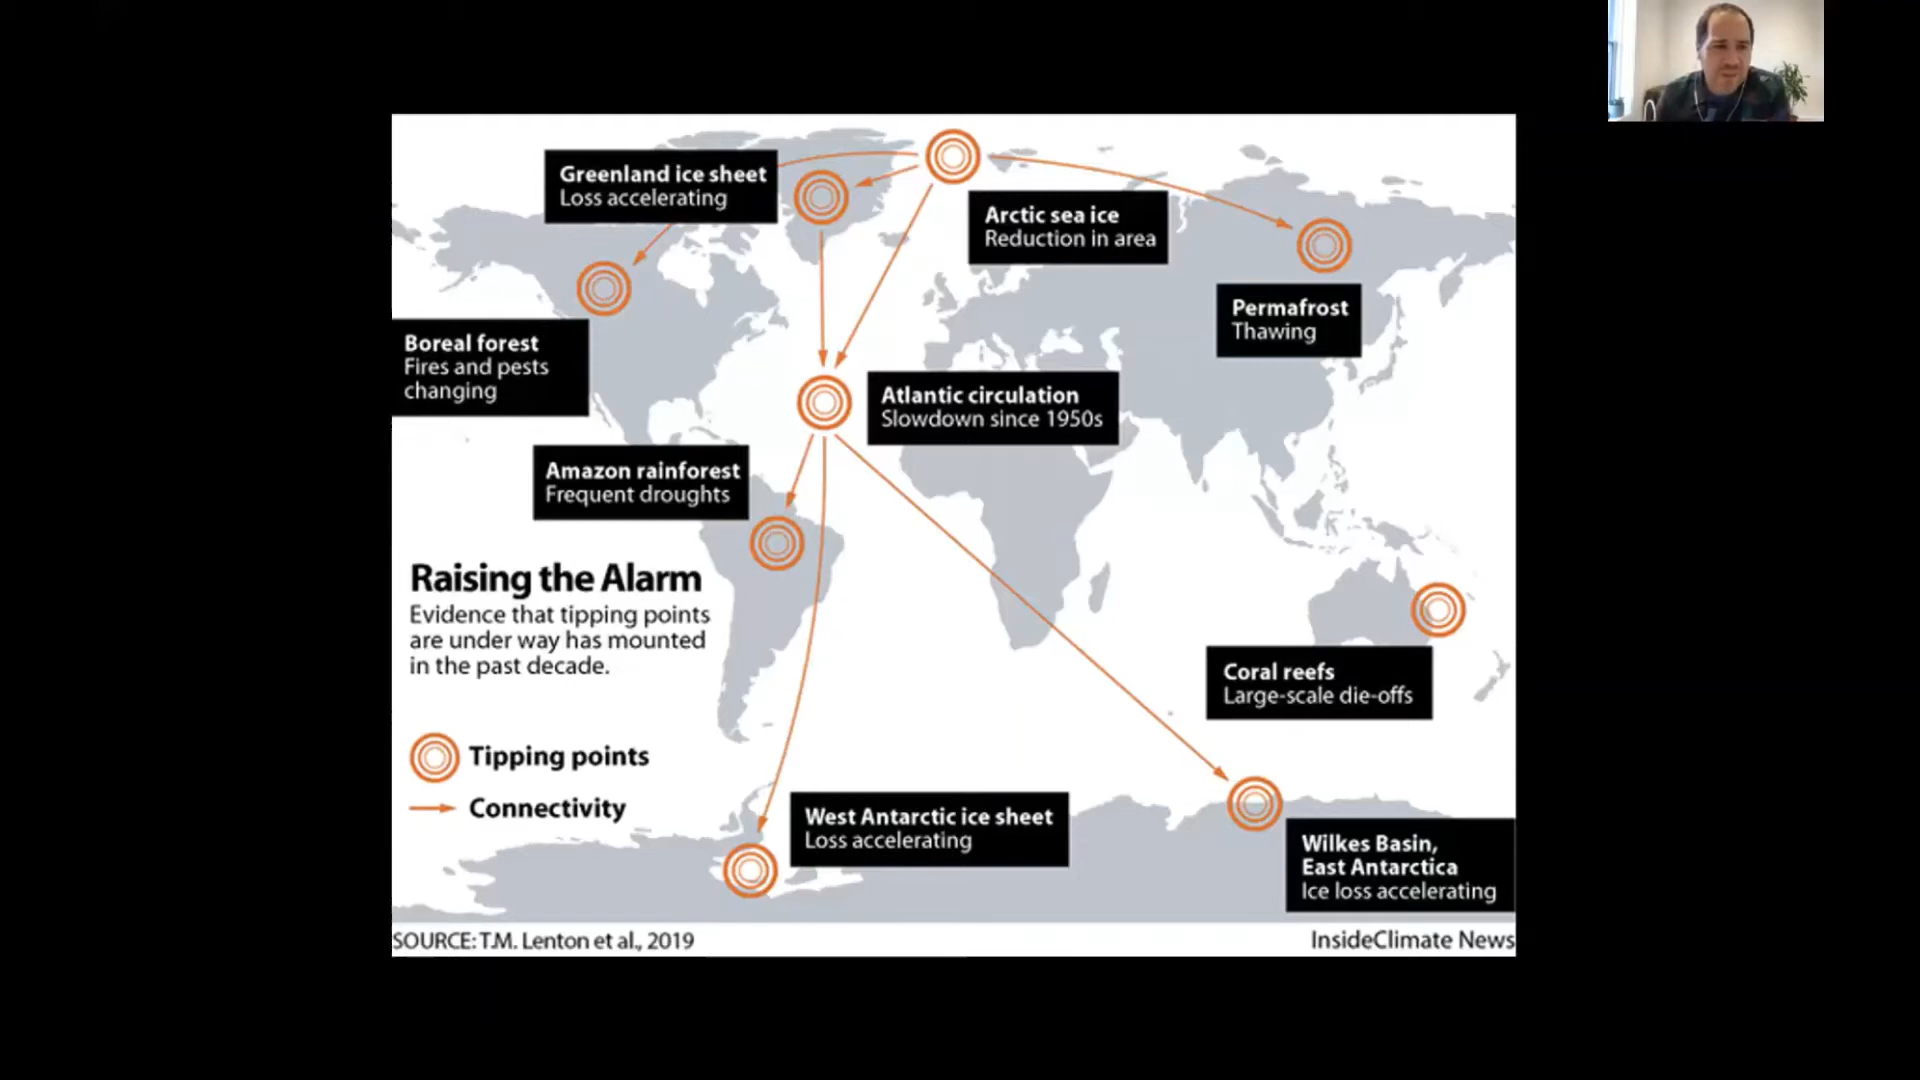 Greenland ice sheet
Loss accelerating
Arctic sea ice
Reduction in area
Permafrost
Thawing
Boreal forest
Fires and pests
changing
Atlantic circulation
Slowdown since 1950s
Amazon rainforest
Frequent droughts
Raising the Alarm
Evidence that tipping points
are under way has mounted
in the past decade.
Coral reefs
Large-scale die-offs
Tipping points
Connectivity
West Antarctic ice sheet
Loss accelerating
Wilkes Basin,
East Antarctica
Ice loss accelerating
SOURCE: T.M. Lenton et al., 2019
InsideClimate News